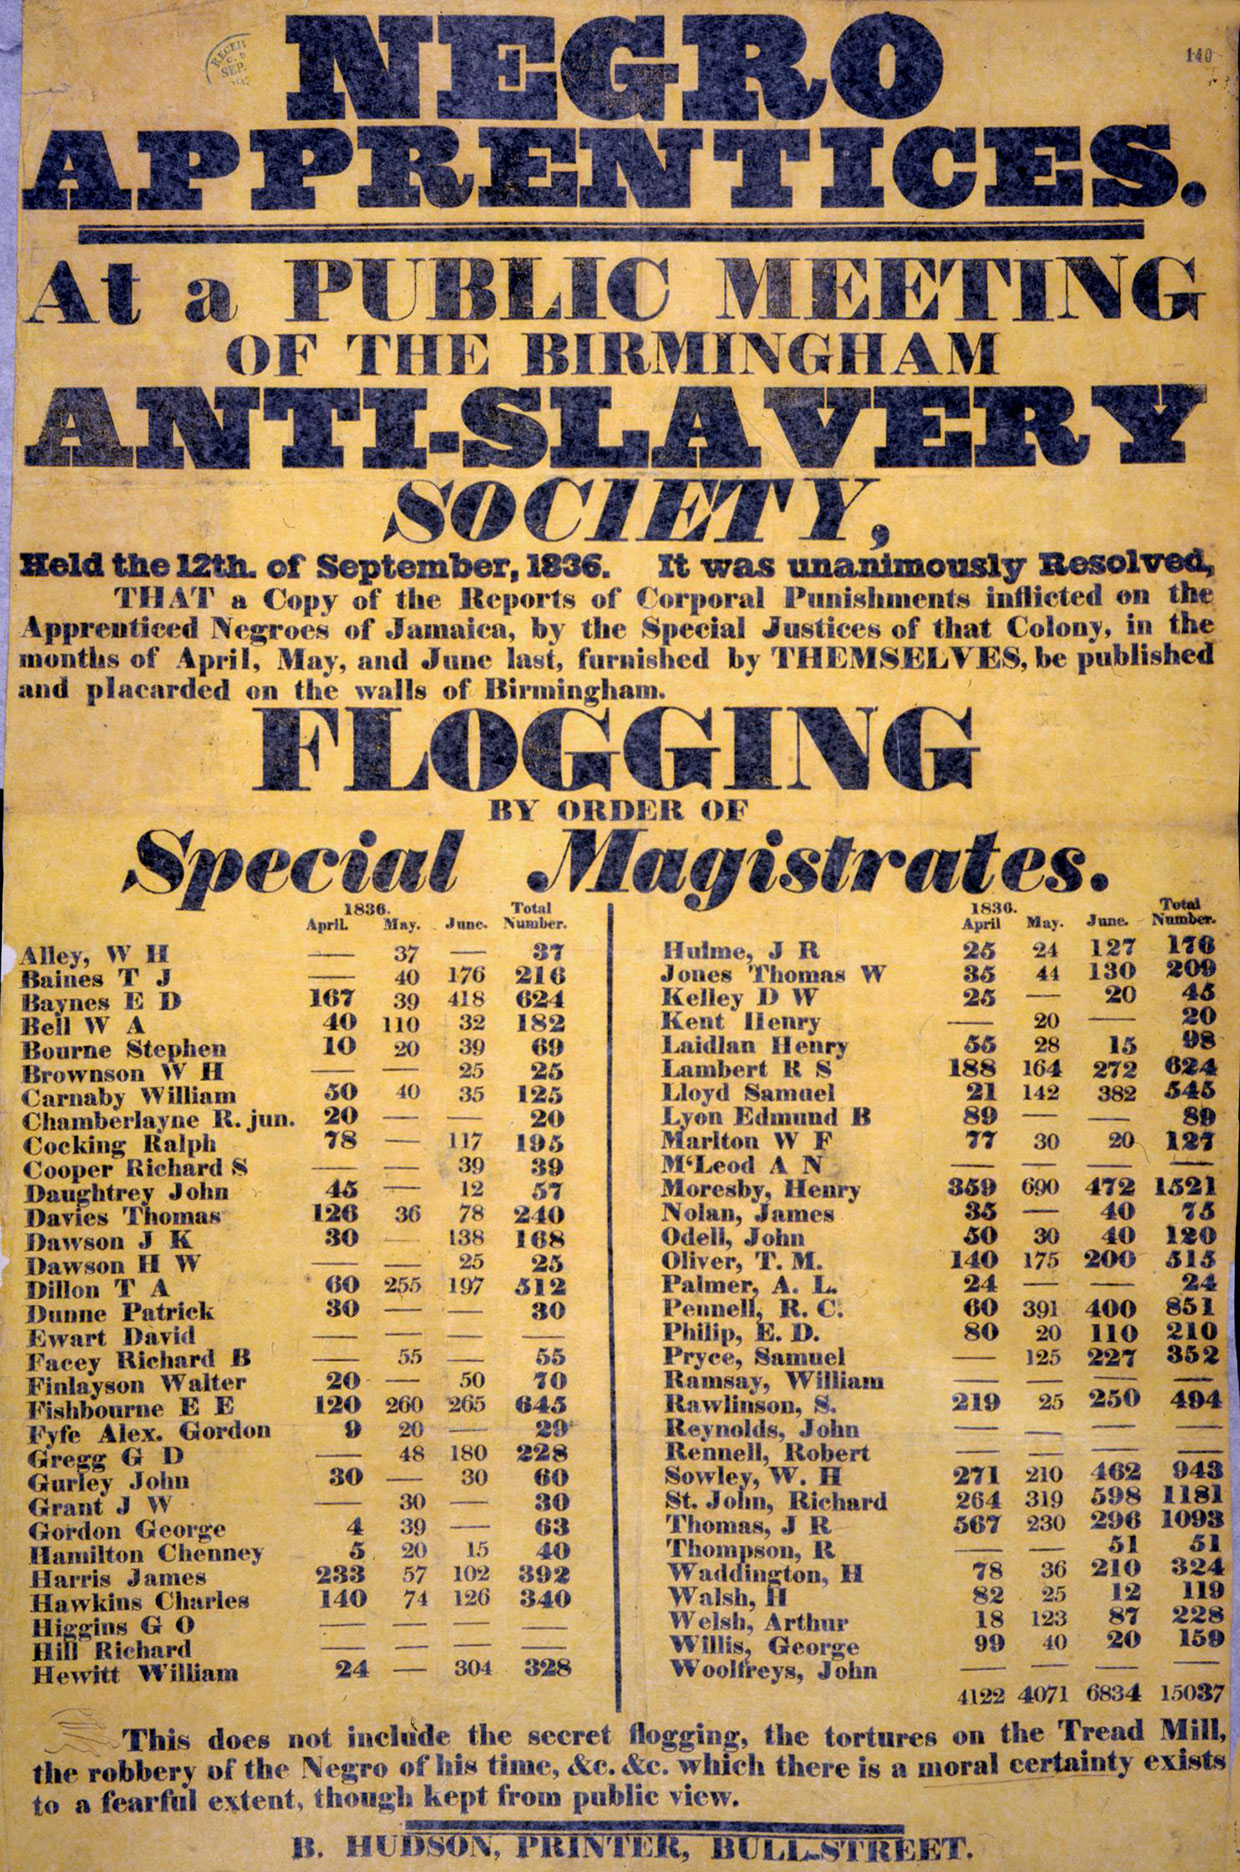 RECEIV
SEP.
140
NEGRO
APPRENTICES.
At a PUBLIC MEETING
OF THE BIRMINGHAM
ANTI-SLAVERY
SOCIETY,
Held the 12th. of September, 1836. It was unanimously Resolved,
THAT a Copy of the Reports of Corporal Punishments inflicted on the
Apprenticed Negroes of Jamaica, by the Special Justices of that Colony, in the
months of April, May, and June last, furnished by THEMSELVES, be published
and placarded on the walls of Birmingham.
FLOGGING
BY ORDER OF
Special Magistrates.
1836. Total
April. May. June. Number.
Alley, W H — 37 — 37
Baines T J — 40 176 216
Baynes E D 167 39 418 624
Bell W A 40 110 32 182
Bourne Stephen 10 20 39 69
Brownson W H — — 25 25
Carnaby William 50 40 35 125
Chamberlayne R. jun. 20 — — 20
Cocking Ralph 78 — 117 195
Cooper Richard S — — 39 39
Daughtrey John 45 — 12 57
Davies Thomas 126 36 78 240
Dawson J K 30 — 138 168
Dawson H W — — 25 25
Dillon T A 60 255 197 512
Dunne Patrick 30 — — 30
Ewart David — — — —
Facey Richard B — 55 — 55
Finlayson Walter 20 — 50 70
Fishbourne E E 120 260 265 645
Fyfe Alex. Gordon 9 20 — 29
Gregg G D — 48 180 228
Gurley John 30 — 30 60
Grant J W — 30 — 30
Gordon George 4 39 — 63
Hamilton Chenney 5 20 15 40
Harris James 233 57 102 392
Hawkins Charles 140 74 126 340
Higgins G O — — — —
Hill Richard — — — —
Hewitt William 24 — 304 328
1836. Total
April May. June. Number.
Hulme, J R 25 24 127 176
Jones Thomas W 35 44 130 209
Kelley D W 25 — 20 45
Kent Henry — 20 — 20
Laidlan Henry 55 28 15 98
Lambert R S 188 164 272 624
Lloyd Samuel 21 142 382 545
Lyon Edmund B 89 — — 89
Marlton W F 77 30 20 127
M'Leod A N — — — —
Moresby, Henry 359 690 472 1521
Nolan, James 35 — 40 75
Odell, John 50 30 40 120
Oliver, T. M. 140 175 200 515
Palmer, A. L. 24 — — 24
Pennell, R. C. 60 391 400 851
Philip, E. D. 80 20 110 210
Pryce, Samuel — 125 227 352
Ramsay, William — — — —
Rawlinson, S. 219 25 250 494
Reynolds, John — — — —
Rennell, Robert — — — —
Sowley, W. H 271 210 462 943
St. John, Richard 264 319 598 1181
Thomas, J R 567 230 296 1093
Thompson, R — — 51 51
Waddington, H 78 36 210 324
Walsh, H 82 25 12 119
Welsh, Arthur 18 123 87 228
Willis, George 99 40 20 159
Woolfreys, John — — — —
4122 4071 6834 15037
This does not include the secret flogging, the tortures on the Tread Mill,
the robbery of the Negro of his time, &c. &c. which there is a moral certainty exists
to a fearful extent, though kept from public view.
B. HUDSON, PRINTER, BULL-STREET.